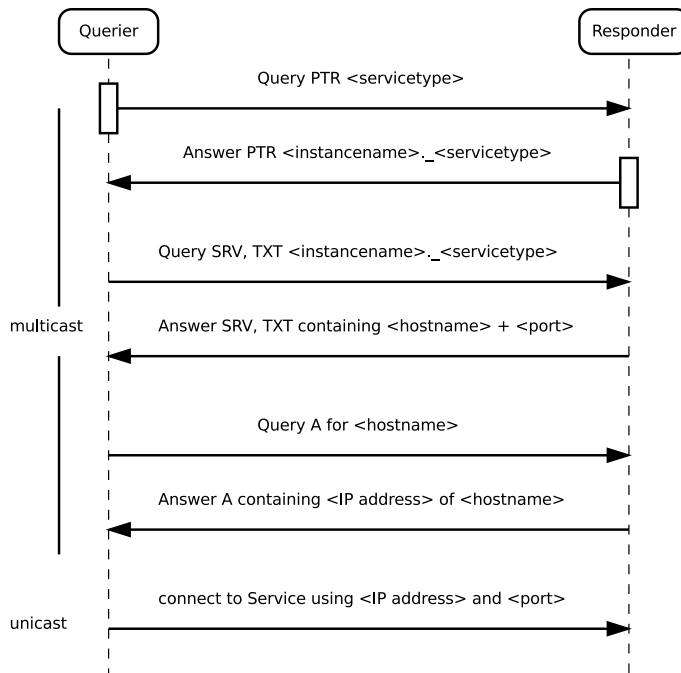 Querier
Responder
Query PTR <servicetype>
Answer PTR <instancename>._<servicetype>
Query SRV, TXT <instancename>._<servicetype>
multicast
Answer SRV, TXT containing <hostname> + <port>
Query A for <hostname>
Answer A containing <IP address> of <hostname>
connect to Service using <IP address> and <port>
unicast